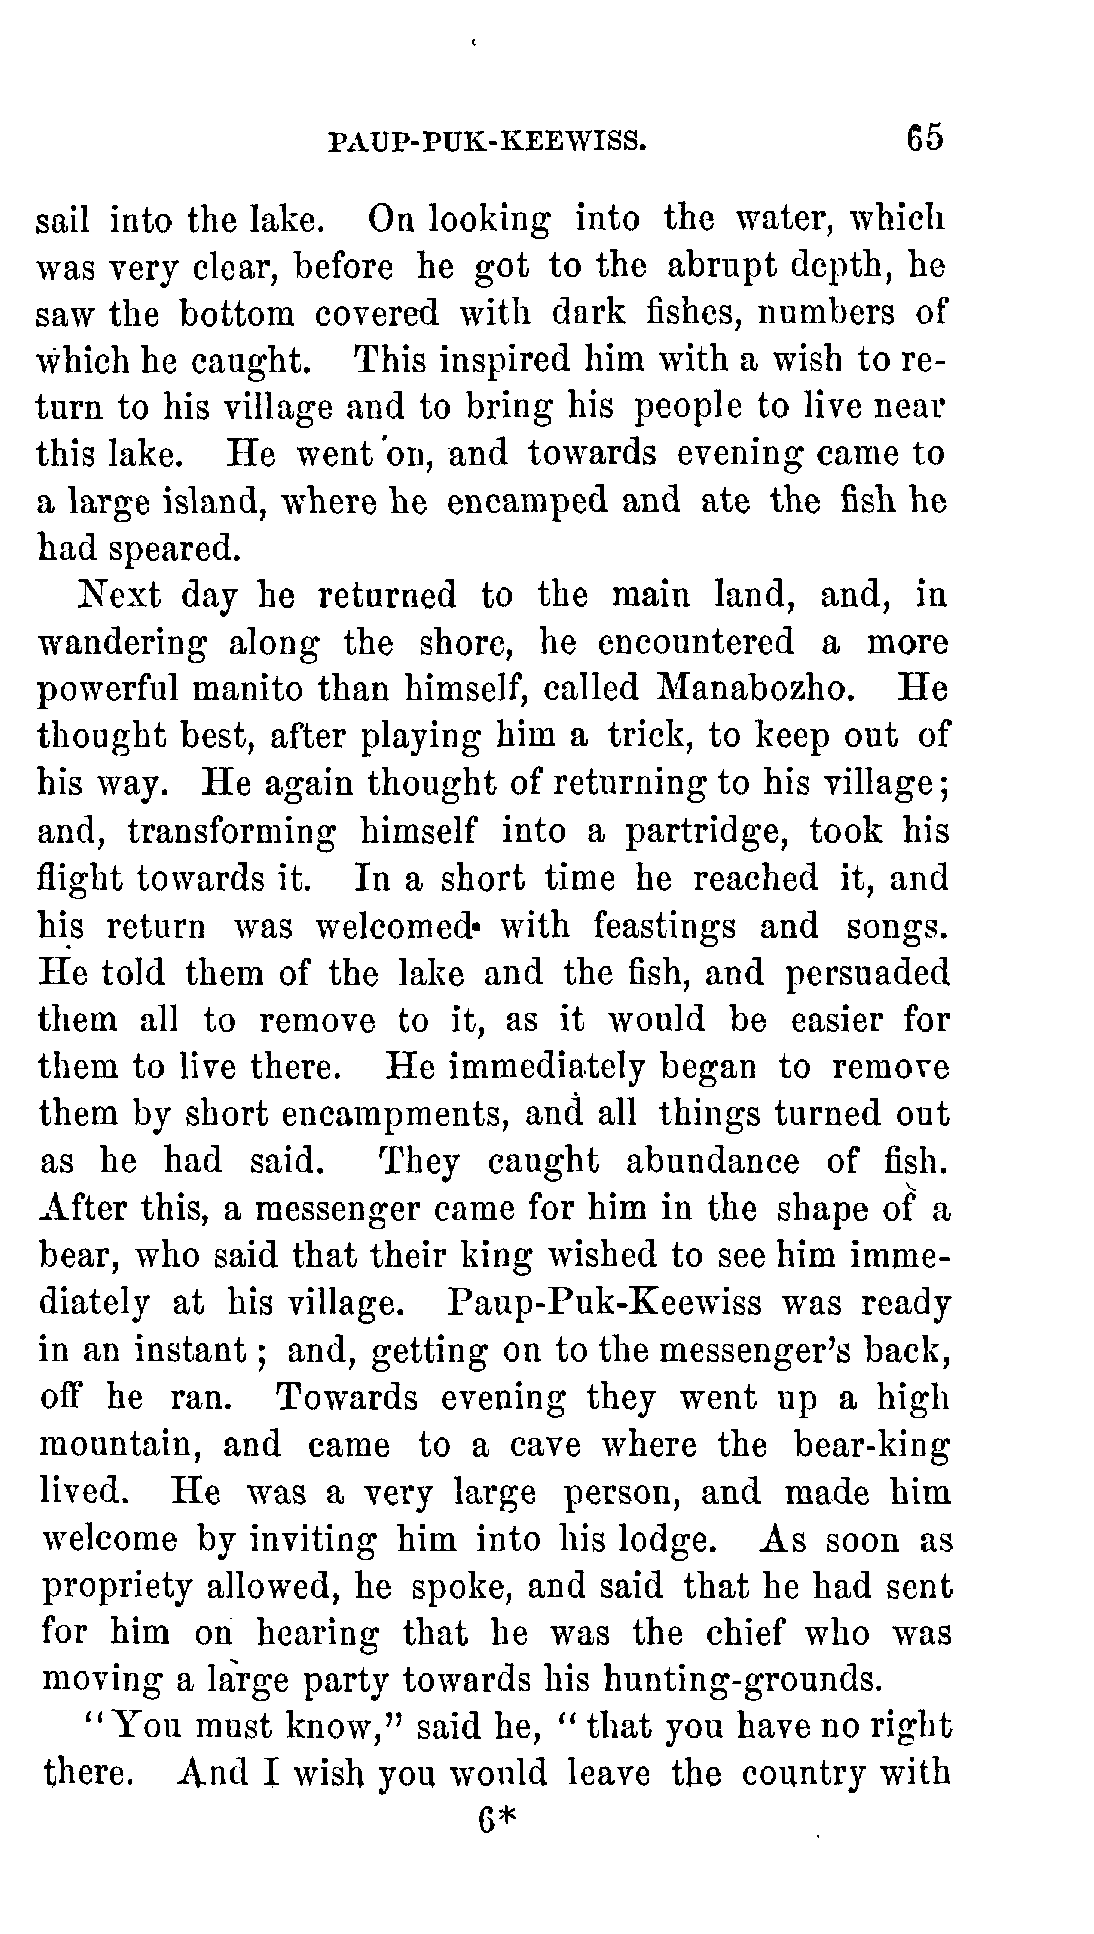 PAUP-PUK-KEEWISS. 65
sail into the lake. On looking into the water, which
was very clear, before he got to the abrupt depth, he
saw the bottom covered with dark fishes, numbers of
which he caught. This inspired him with a wish to re-
turn to his village and to bring his people to live near
this lake. He went on, and towards evening came to
a large island, where he encamped and ate the fish he
had speared.
Next day he returned to the main land, and, in
wandering along the shore, he encountered a more
powerful manito than himself, called Manabozho. He
thought best, after playing him a trick, to keep out of
his way. He again thought of returning to his village;
and, transforming himself into a partridge, took his
flight towards it. In a short time he reached it, and
his return was welcomed with feastings and songs.
He told them of the lake and the fish, and persuaded
them all to remove to it, as it would be easier for
them to live there. He immediately began to remove
them by short encampments, and all things turned out
as he had said. They caught abundance of fish.
After this, a messenger came for him in the shape of a
bear, who said that their king wished to see him imme-
diately at his village. Paup-Puk-Keewiss was ready
in an instant; and, getting on to the messenger's back,
off he ran. Towards evening they went up a high
mountain, and came to a cave where the bear-king
lived. He was a very large person, and made him
welcome by inviting him into his lodge. As soon as
propriety allowed, he spoke, and said that he had sent
for him on hearing that he was the chief who was
moving a large party towards his hunting-grounds.
"You must know," said he, "that you have no right
there. And I wish you would leave the country with
6*